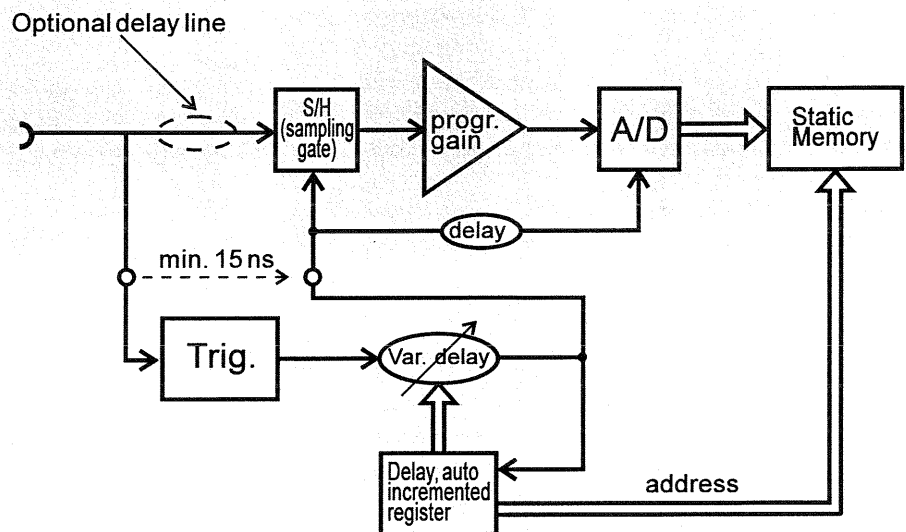 Optional delay line
S/H
(sampling
gate)
progr.
gain
A/D
Static
Memory
delay
min. 15 ns
Trig.
Var. delay
Delay, auto
incremented
register
address